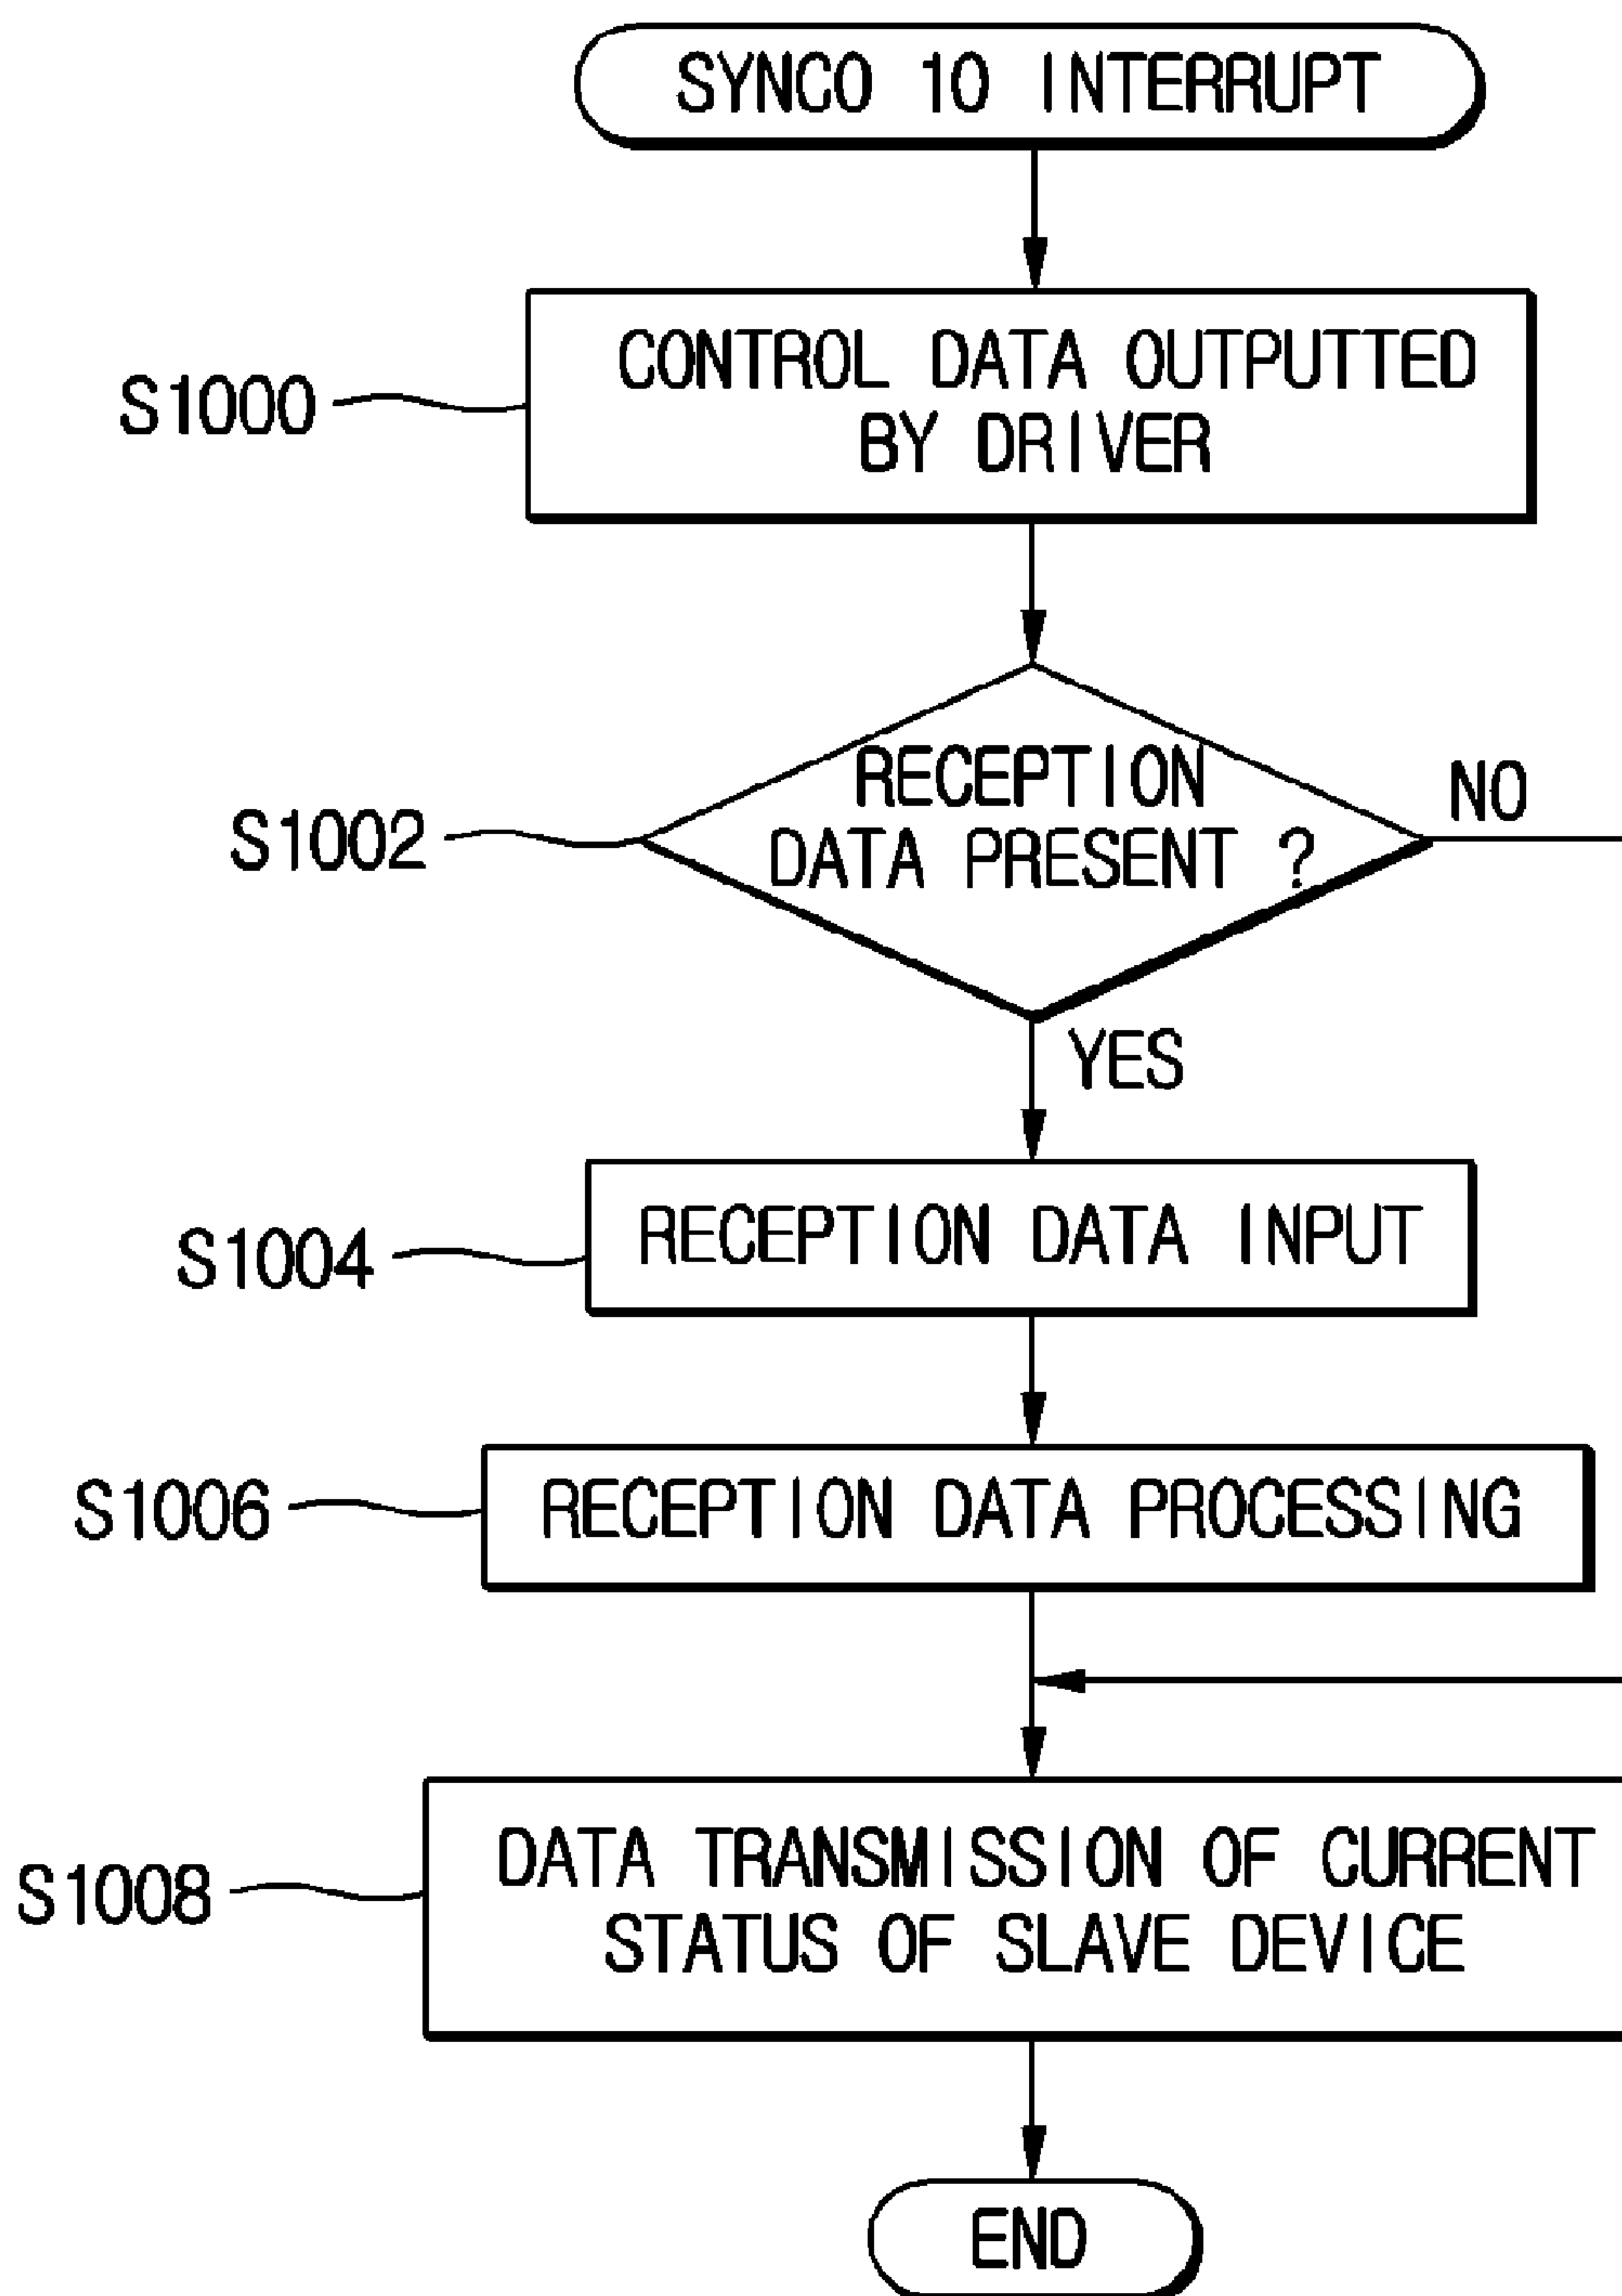 SYNCO 10 INTERRUPT
S1000
CONTROL DATA OUTPUTTED
BY DRIVER
S1002
RECEPTION
DATA PRESENT ?
NO
YES
S1004
RECEPTION DATA INPUT
S1006
RECEPTION DATA PROCESSING
S1008
DATA TRANSMISSION OF CURRENT
STATUS OF SLAVE DEVICE
END